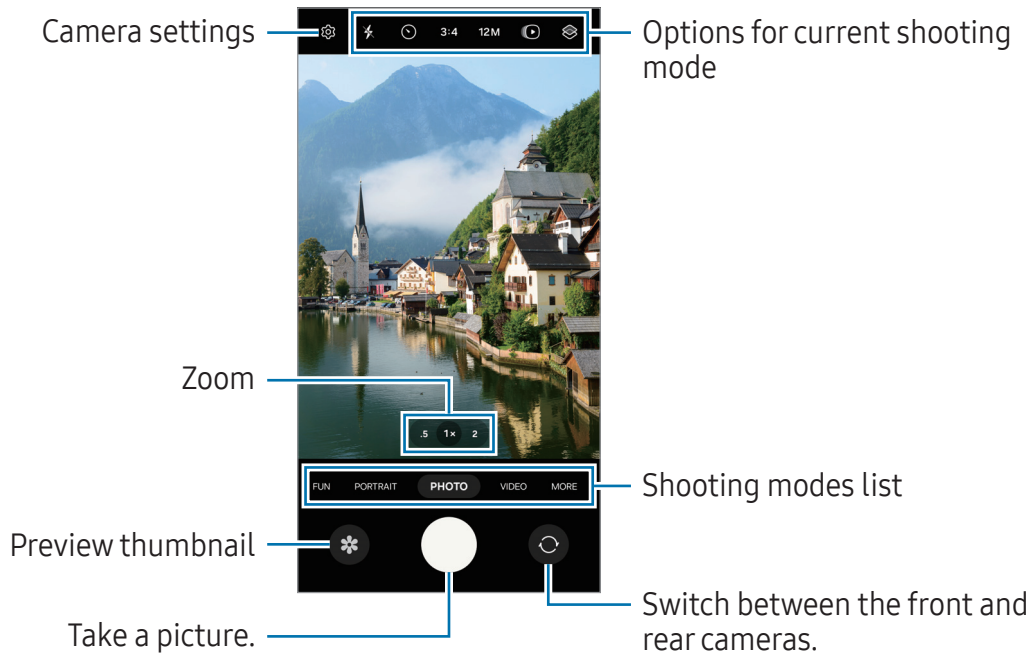 Camera settings
3:4
12M
Options for current shooting
mode
Zoom
.5 1× 2
FUN PORTRAIT PHOTO VIDEO MORE
Shooting modes list
Preview thumbnail
Take a picture.
Switch between the front and
rear cameras.